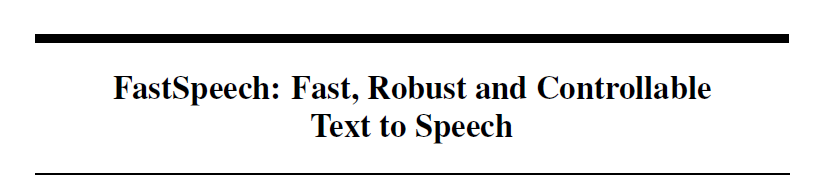 FastSpeech: Fast, Robust and Controllable
Text to Speech